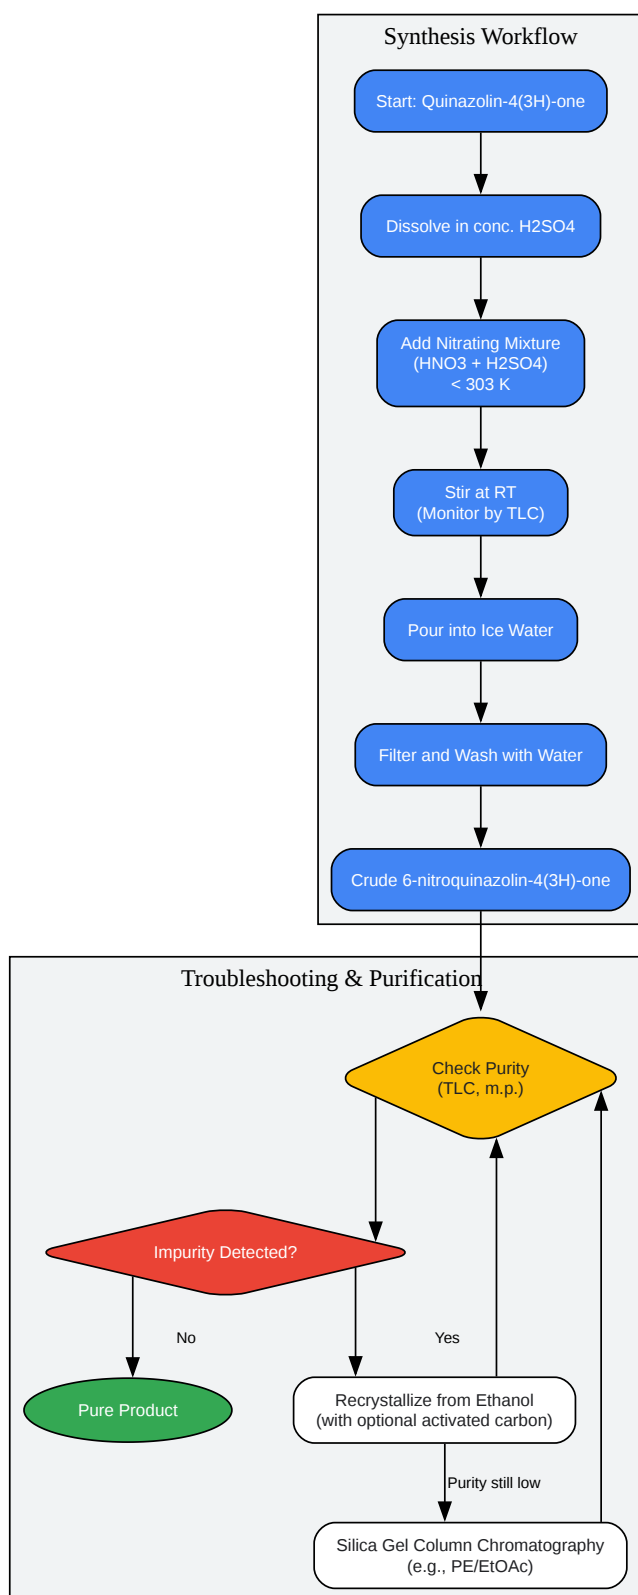 Synthesis Workflow
Start: Quinazolin-4(3H)-one
Dissolve in conc. H2SO4
Add Nitrating Mixture
(HNO3 + H2SO4)
< 303 K
Stir at RT
(Monitor by TLC)
Pour into Ice Water
Filter and Wash with Water
Crude 6-nitroquinazolin-4(3H)-one
Troubleshooting & Purification
Check Purity
(TLC, m.p.)
Impurity Detected?
No
Yes
Pure Product
Recrystallize from Ethanol
(with optional activated carbon)
Purity still low
Silica Gel Column Chromatography
(e.g., PE/EtOAc)